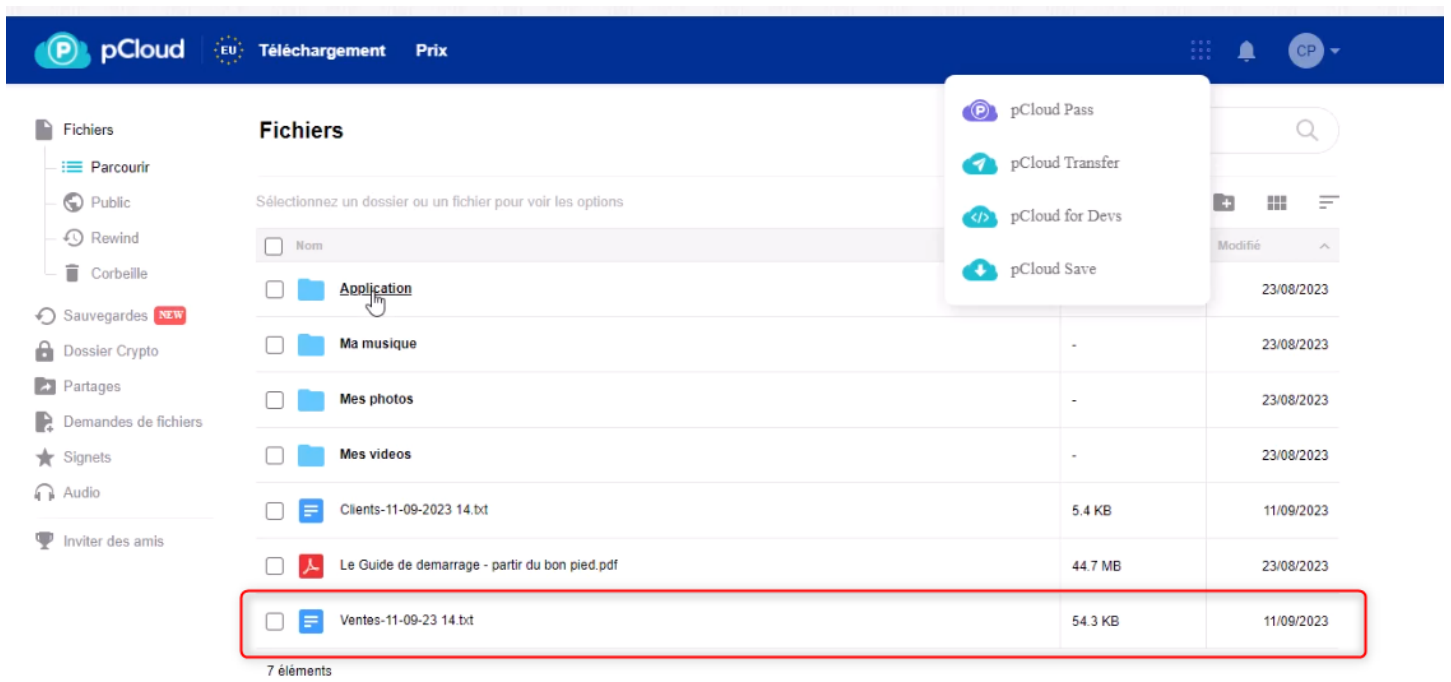 pCloud EU Téléchargement Prix CP
Fichiers
Parcourir
Public
Rewind
Corbeille
Sauvegardes NEW
Dossier Crypto
Partages
Demandes de fichiers
Signets
Audio
Inviter des amis
Fichiers
pCloud Pass
pCloud Transfer
pCloud for Devs
pCloud Save
Sélectionnez un dossier ou un fichier pour voir les options
Nom Modifié
Application 23/08/2023
Ma musique - 23/08/2023
Mes photos - 23/08/2023
Mes videos - 23/08/2023
Clients-11-09-2023 14.txt 5.4 KB 11/09/2023
Le Guide de demarrage - partir du bon pied.pdf 44.7 MB 23/08/2023
Ventes-11-09-23 14.txt 54.3 KB 11/09/2023
7 éléments